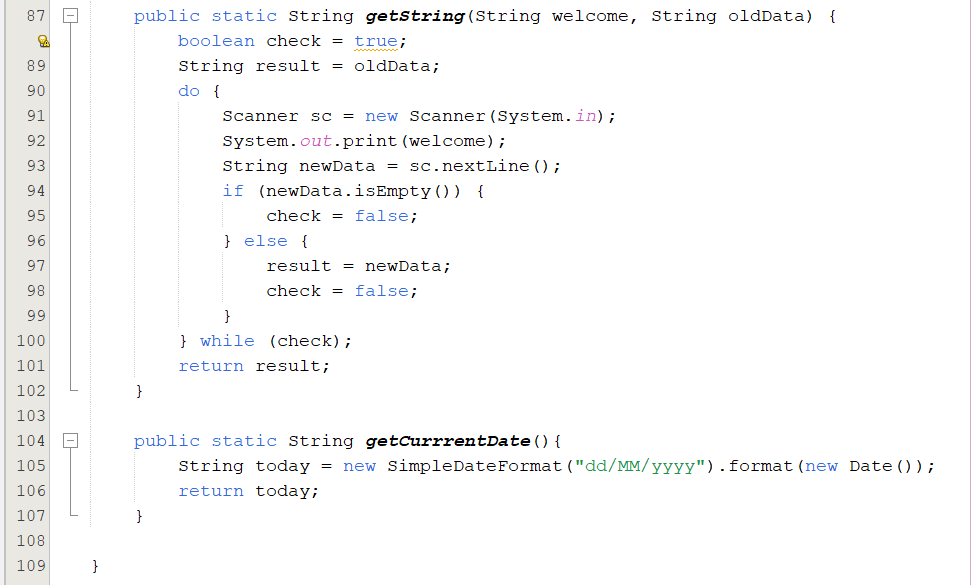 87 public static String getString(String welcome, String oldData) {
boolean check = true;
89 String result = oldData;
90 do {
91 Scanner sc = new Scanner(System.in);
92 System.out.print(welcome);
93 String newData = sc.nextLine();
94 if (newData.isEmpty()) {
95 check = false;
96 } else {
97 result = newData;
98 check = false;
99 }
100 } while (check);
101 return result;
102 }
103
104 public static String getCurrrentDate(){
105 String today = new SimpleDateFormat("dd/MM/yyyy").format(new Date());
106 return today;
107 }
108
109 }